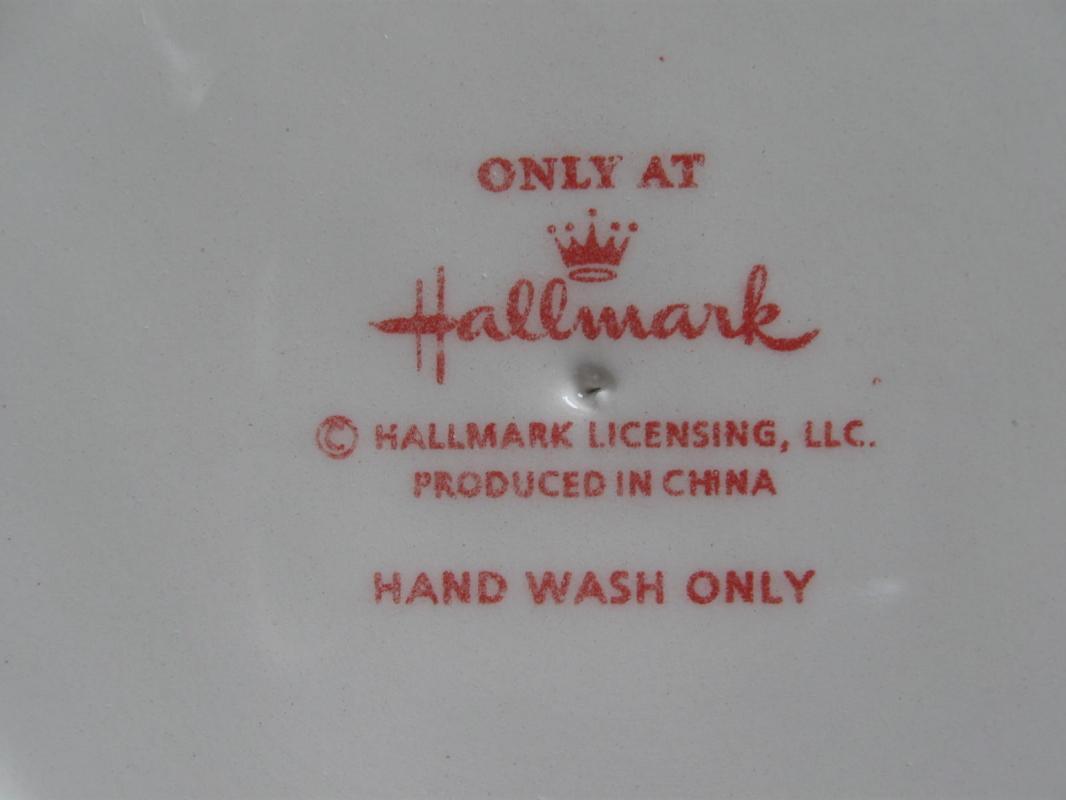 ONLY AT
Hallmark
© HALLMARK LICENSING, LLC.
PRODUCED IN CHINA
HAND WASH ONLY